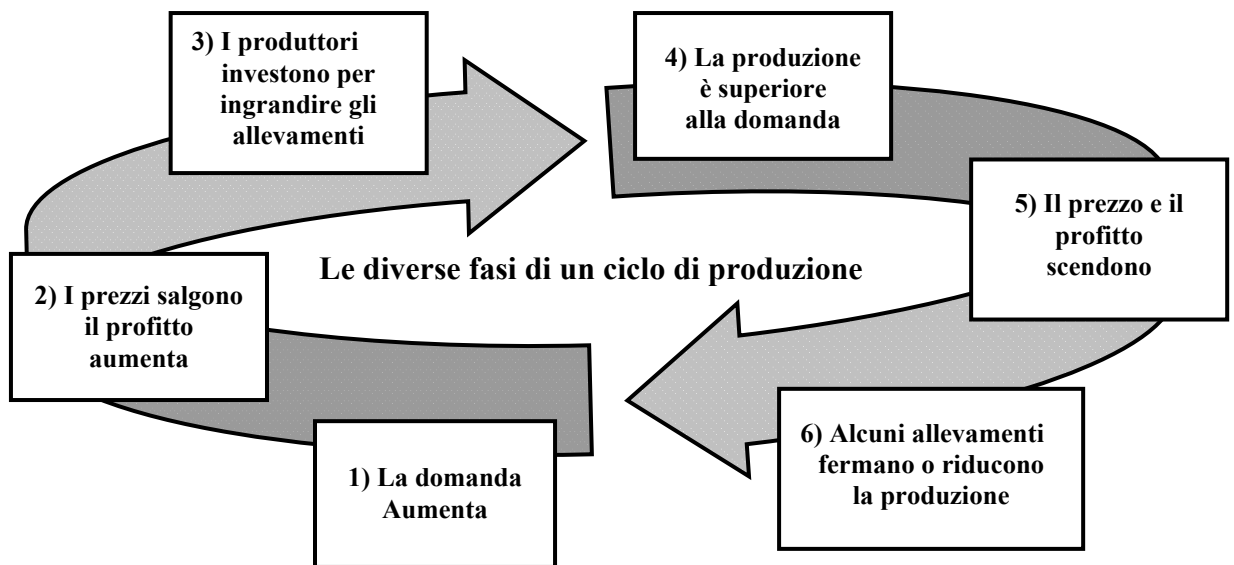 3) I produttori
investono per
ingrandire gli
allevamenti
4) La produzione
è superiore
alla domanda
5) Il prezzo e il
profitto
scendono
Le diverse fasi di un ciclo di produzione
2) I prezzi salgono
il profitto
aumenta
6) Alcuni allevamenti
fermano o riducono
la produzione
1) La domanda
Aumenta